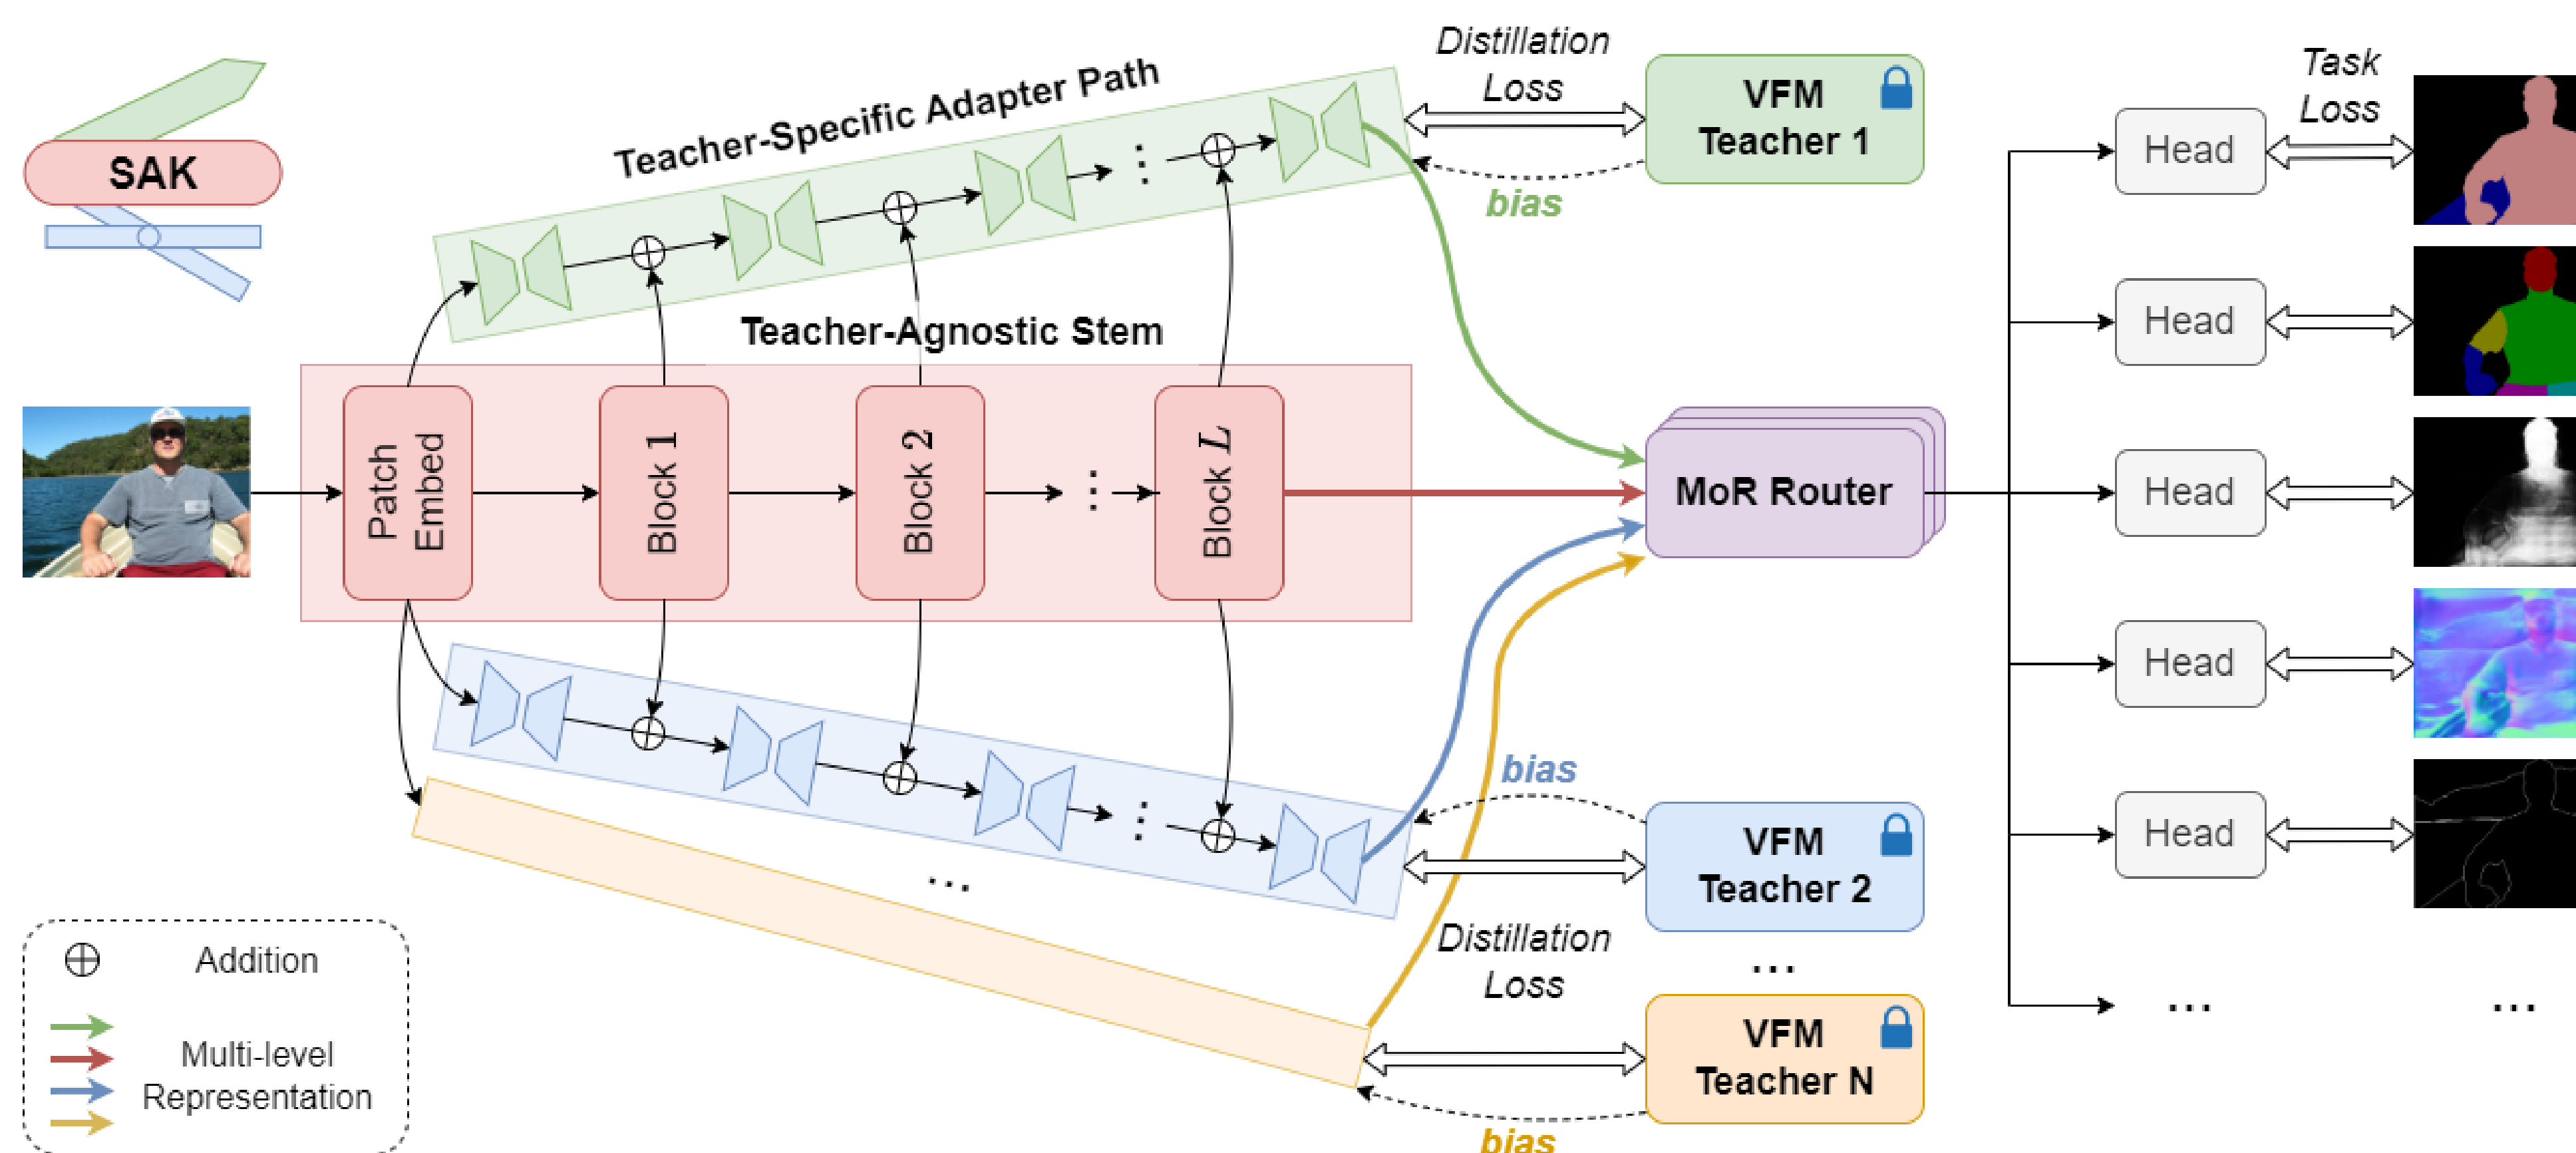 SAK
Teacher-Specific Adapter Path
Distillation
Loss
VFM
Teacher 1
bias
Task
Loss
Head
Teacher-Agnostic Stem
Head
Patch
Embed
Block 1
Block 2
...
Block L
MoR Router
Head
Head
bias
VFM
Teacher 2
Head
...
Distillation
Loss
...
VFM
Teacher N
bias
...
...
Addition
Multi-level
Representation